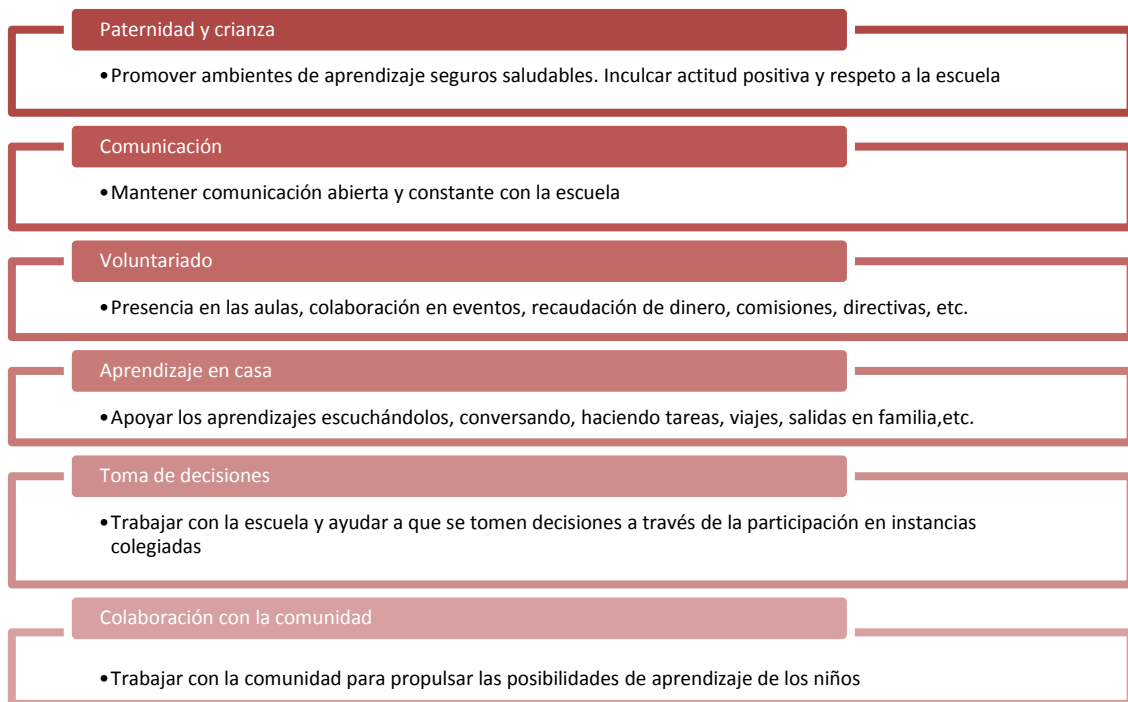 Paternidad y crianza
•Promover ambientes de aprendizaje seguros saludables. Inculcar actitud positiva y respeto a la escuela
Comunicación
•Mantener comunicación abierta y constante con la escuela
Voluntariado
•Presencia en las aulas, colaboración en eventos, recaudación de dinero, comisiones, directivas, etc.
Aprendizaje en casa
•Apoyar los aprendizajes escuchándolos, conversando, haciendo tareas, viajes, salidas en familia,etc.
Toma de decisiones
•Trabajar con la escuela y ayudar a que se tomen decisiones a través de la participación en instancias
colegiadas
Colaboración con la comunidad
•Trabajar con la comunidad para propulsar las posibilidades de aprendizaje de los niños